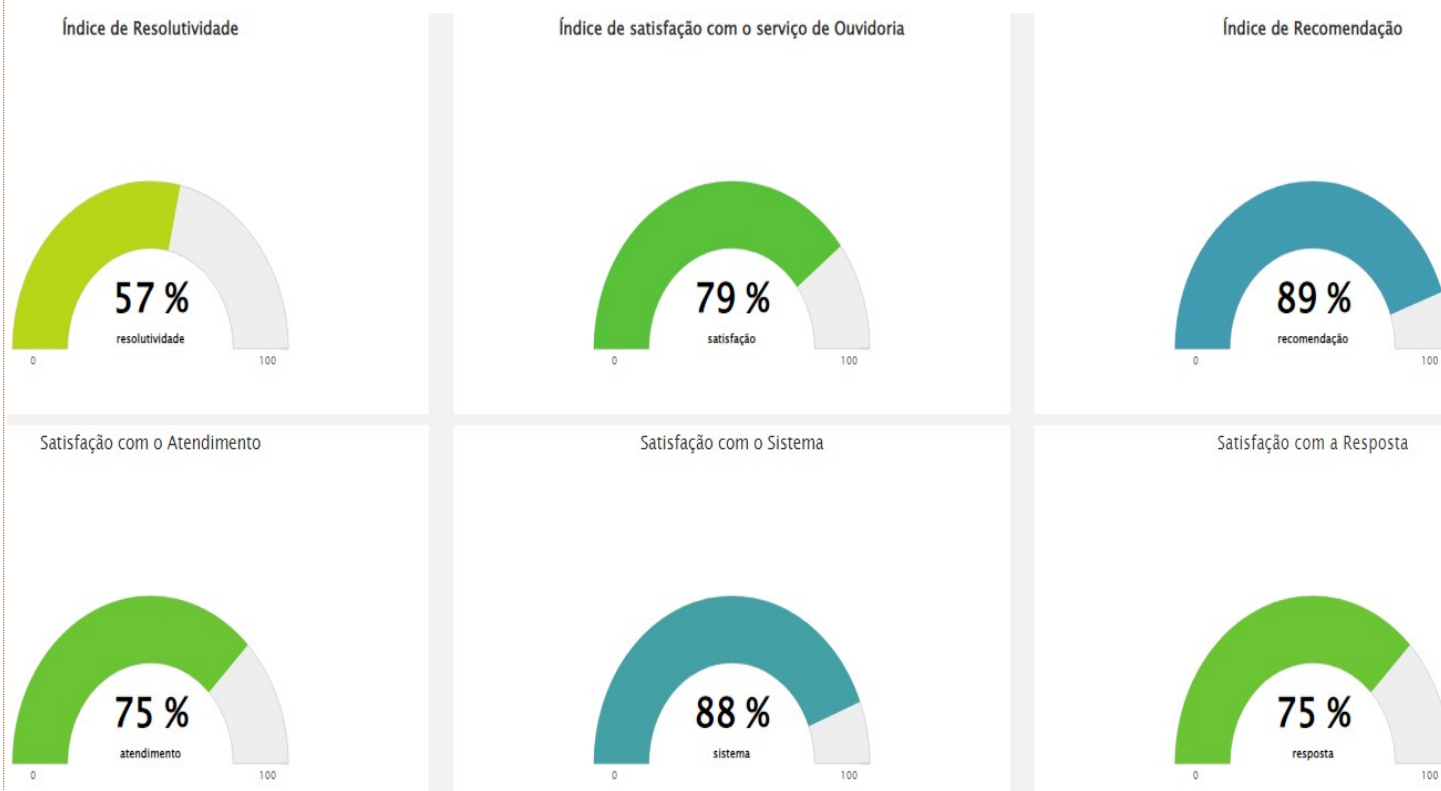 Índice de Resolutividade
57 %
resolutividade
0 100
Índice de satisfação com o serviço de Ouvidoria
79 %
satisfação
0 100
Índice de Recomendação
89 %
recomendação
0 100
Satisfação com o Atendimento
75 %
atendimento
0 100
Satisfação com o Sistema
88 %
sistema
0 100
Satisfação com a Resposta
75 %
resposta
0 100